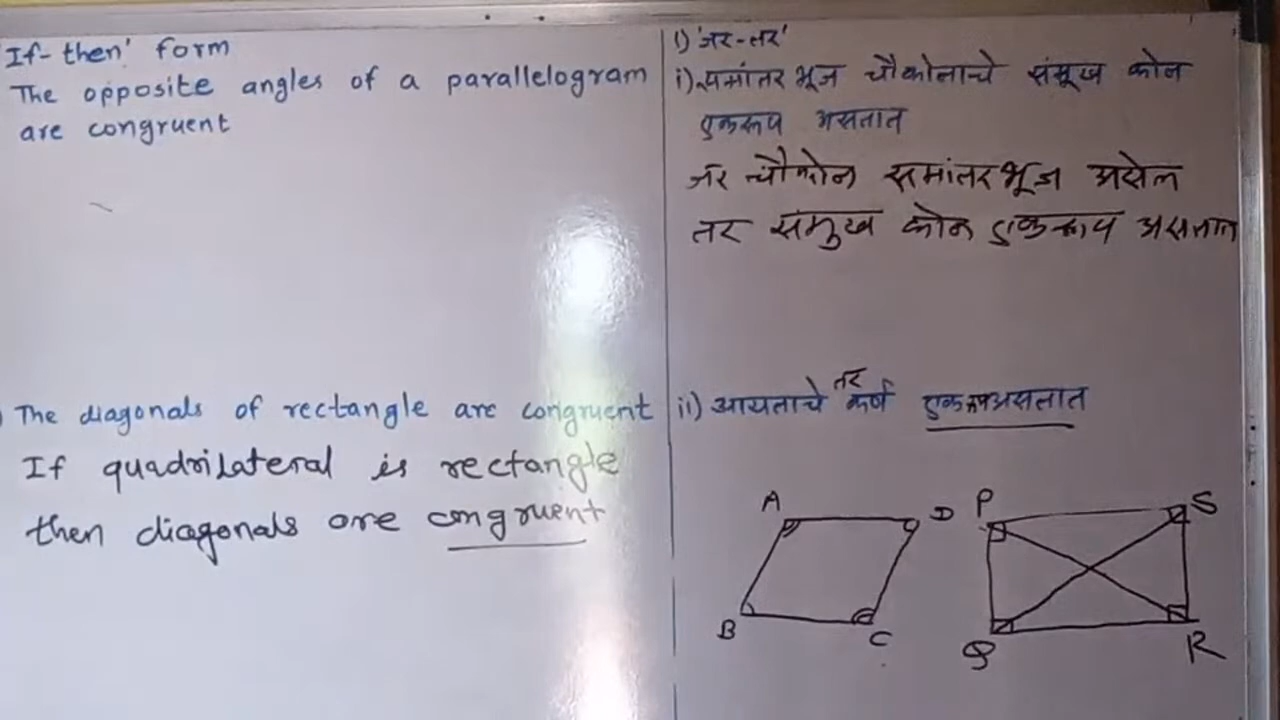 If-then' form
The opposite angles of a parallelogram
are congruent
The diagonals of rectangle are congruent
If quadrilateral is rectangle
then diagonals are congruent
1) 'जर-तर'
i) समांतर भूज चौकोनाचे संमूख कोन
एकरूप असतात
जर चौकोन समांतरभूज असेल
तर संमुख कोन एकरूप असतात
तर
ii) आयताचे कर्ण एकरूपअसतात
A D P S
B C Q R